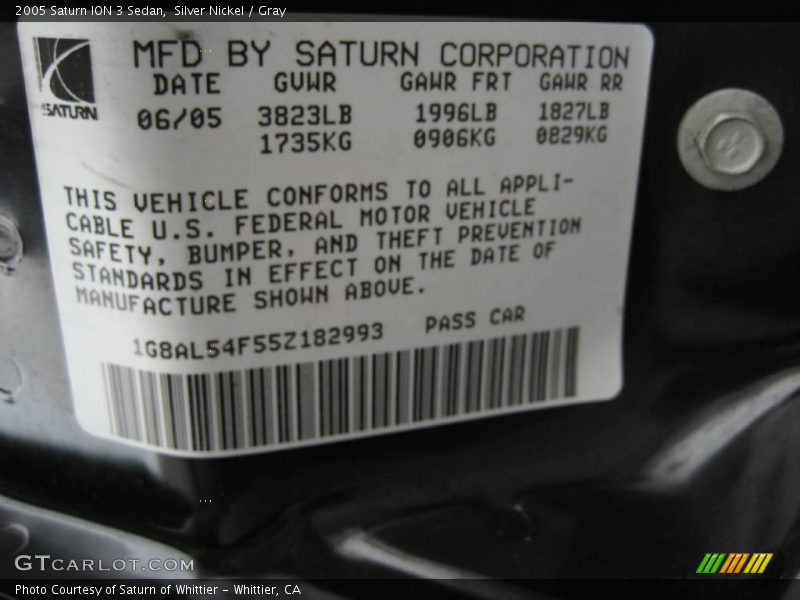 2005 Saturn ION 3 Sedan, Silver Nickel / Gray
MFD BY SATURN CORPORATION
DATE GVWR GAWR FRT GAWR RR
06/05 3823LB 1996LB 1827LB
1735KG 0906KG 0829KG
SATURN
THIS VEHICLE CONFORMS TO ALL APPLI-
CABLE U.S. FEDERAL MOTOR VEHICLE
SAFETY, BUMPER, AND THEFT PREVENTION
STANDARDS IN EFFECT ON THE DATE OF
MANUFACTURE SHOWN ABOVE.
1G8AL54F55Z182993 PASS CAR
GTCARLOT.COM
Photo Courtesy of Saturn of Whittier - Whittier, CA